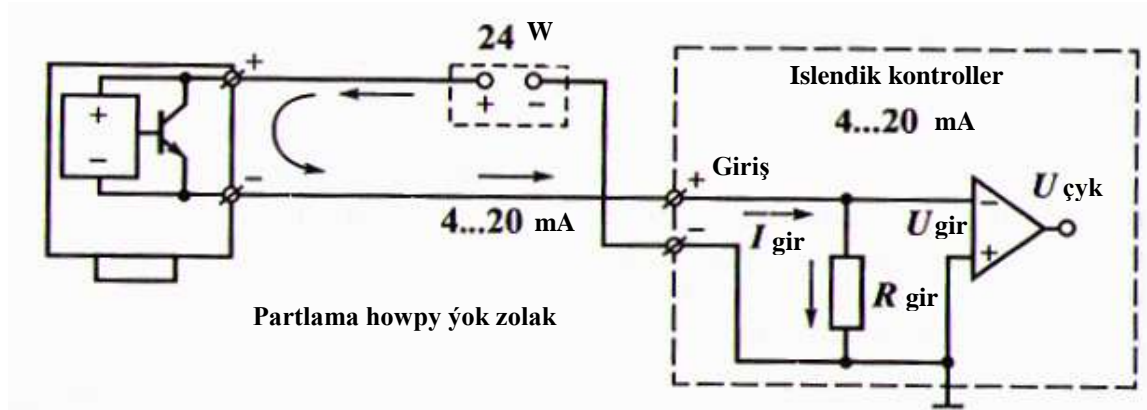 24 W
+ −
Islendik kontroller
4...20 mA
+
−
+
−
4...20 mA
+ Giriş
−
I gir
U gir
R gir
−
+
U çyk
Partlama howpy ýok zolak